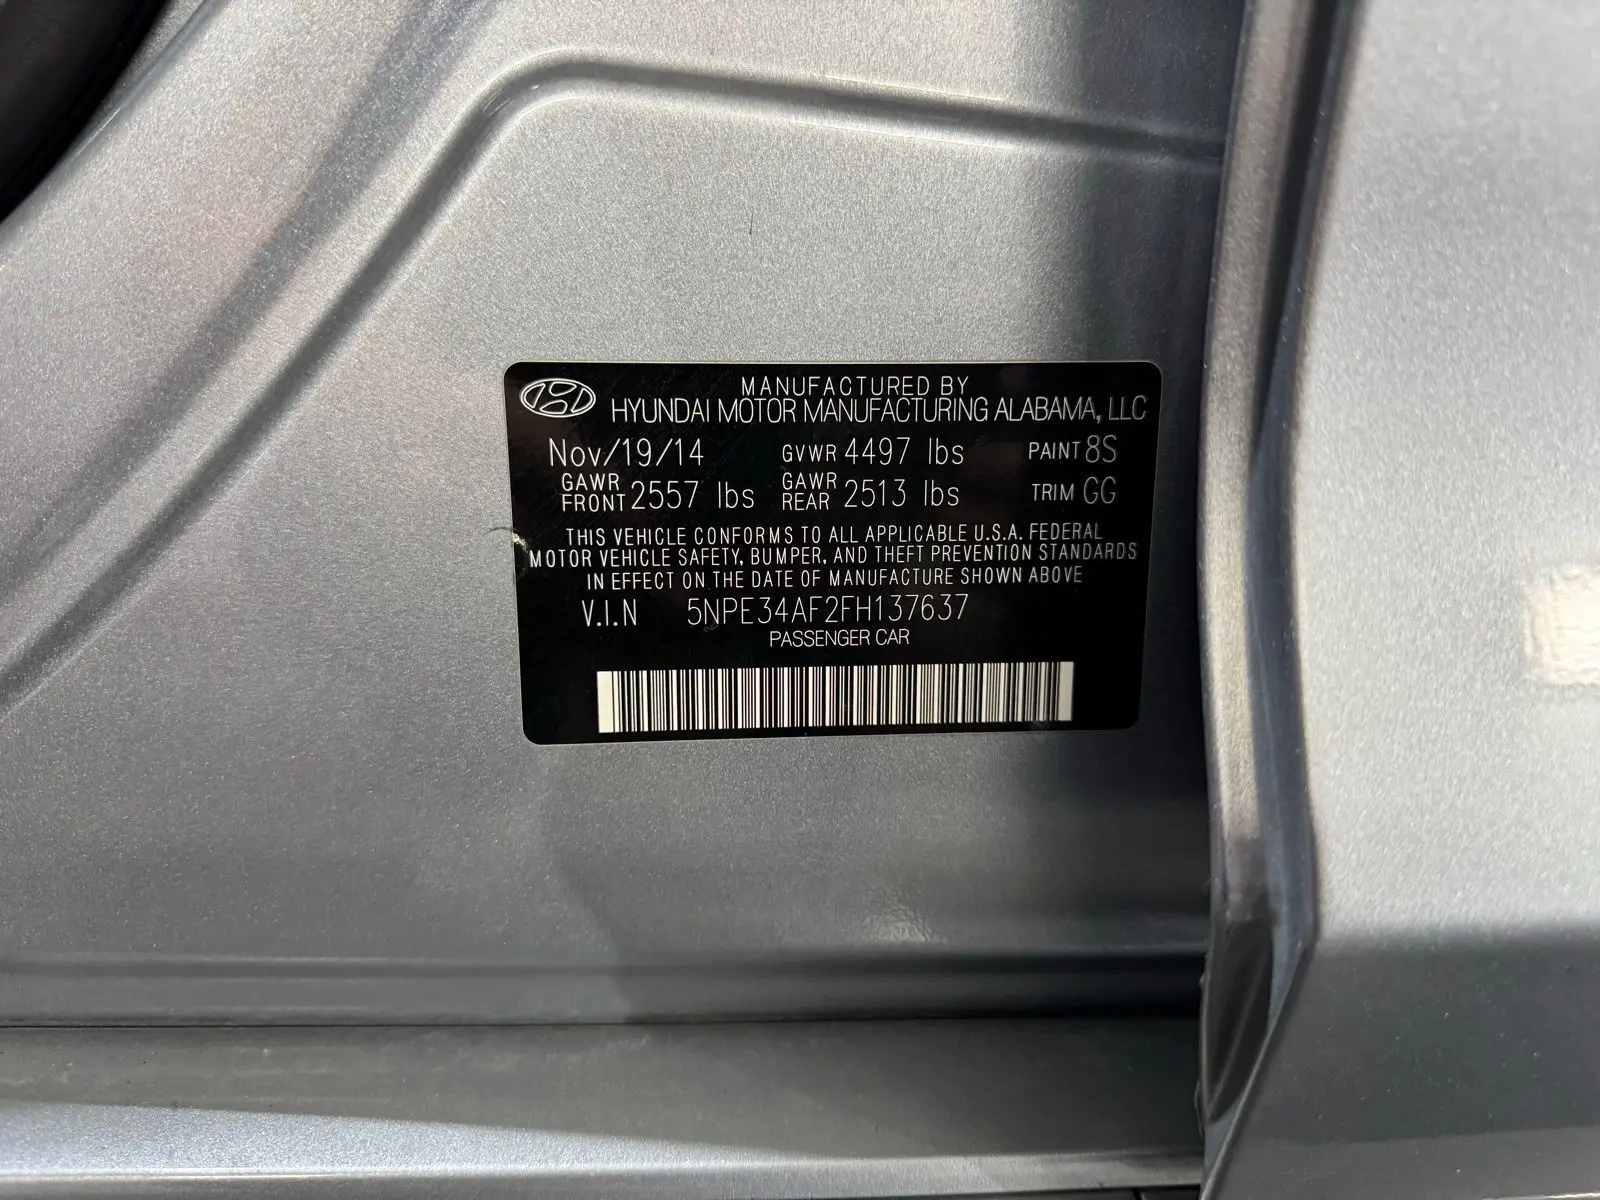 MANUFACTURED BY
HYUNDAI MOTOR MANUFACTURING ALABAMA, LLC
Nov/19/14 GVWR 4497 lbs PAINT 8S
GAWR FRONT 2557 lbs GAWR REAR 2513 lbs TRIM GG
THIS VEHICLE CONFORMS TO ALL APPLICABLE U.S.A. FEDERAL
MOTOR VEHICLE SAFETY, BUMPER, AND THEFT PREVENTION STANDARDS
IN EFFECT ON THE DATE OF MANUFACTURE SHOWN ABOVE
V.I.N 5NPE34AF2FH137637
PASSENGER CAR